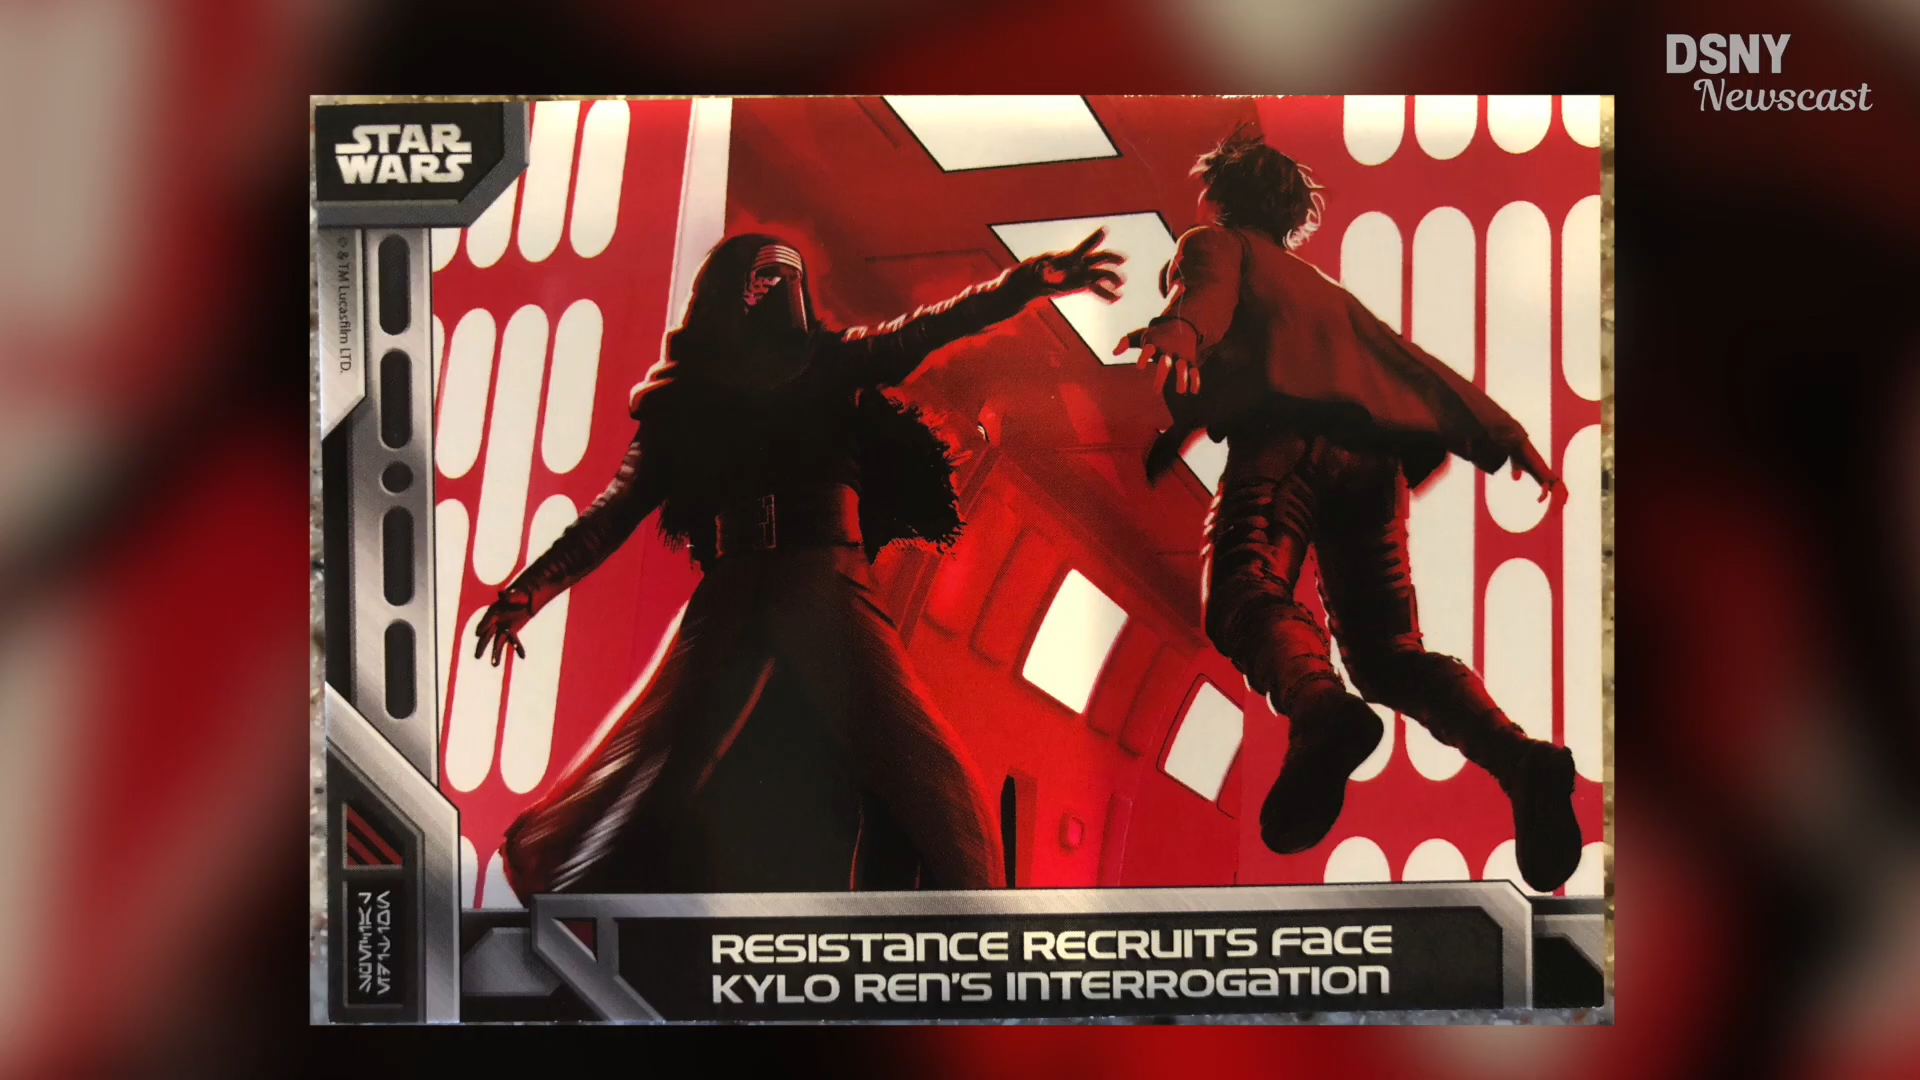 DSNY
Newscast
STAR
WARS
© & TM Lucasfilm LTD.
RESISTANCE RECRUITS FACE
KYLO REN'S INTERROGATION